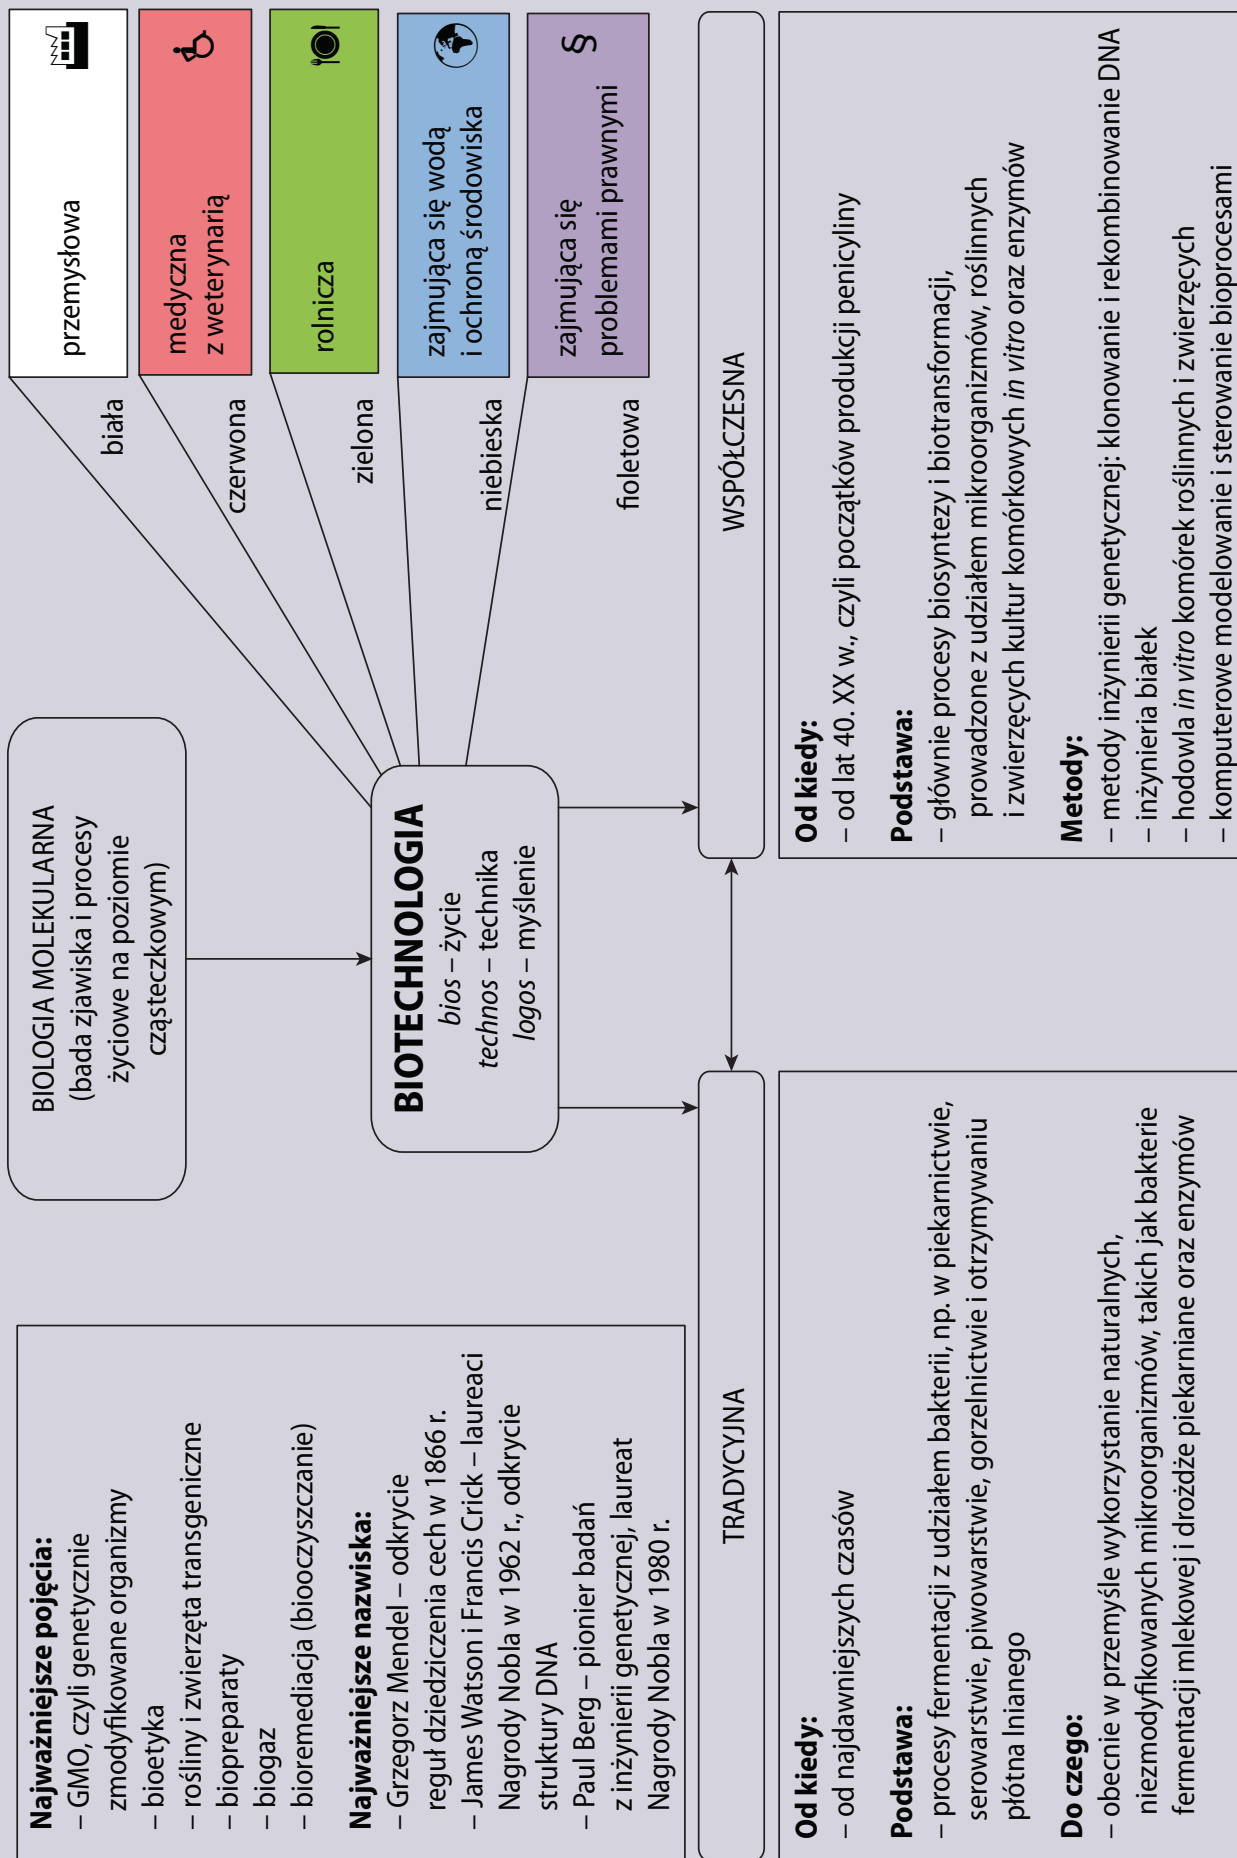 Najważniejsze pojęcia:
– GMO, czyli genetycznie
zmodyfikowane organizmy
– bioetyka
– rośliny i zwierzęta transgeniczne
– biopreparaty
– biogaz
– bioremediacja (biooczyszczanie)
Najważniejsze nazwiska:
– Grzegorz Mendel – odkrycie
reguł dziedziczenia cech w 1866 r.
– James Watson i Francis Crick – laureaci
Nagrody Nobla w 1962 r., odkrycie
struktury DNA
– Paul Berg – pionier badań
z inżynierii genetycznej, laureat
Nagrody Nobla w 1980 r.
BIOLOGIA MOLEKULARNA
(bada zjawiska i procesy
życiowe na poziomie
cząsteczkowym)
BIOTECHNOLOGIA
bios – życie
technos – technika
logos – myślenie
biała
przemysłowa
czerwona
medyczna
z weterynarią
zielona
rolnicza
niebieska
zajmująca się wodą
i ochroną środowiska
fioletowa
zajmująca się
problemami prawnymi
§
TRADYCYJNA
Od kiedy:
– od najdawniejszych czasów
Podstawa:
– procesy fermentacji z udziałem bakterii, np. w piekarnictwie,
serowarstwie, piwowarstwie, gorzelnictwie i otrzymywaniu
płótna lnianego
Do czego:
– obecnie w przemyśle wykorzystanie naturalnych,
niezmodyfikowanych mikroorganizmów, takich jak bakterie
fermentacji mlekowej i drożdże piekarniane oraz enzymów
WSPÓŁCZESNA
Od kiedy:
– od lat 40. XX w., czyli początków produkcji penicyliny
Podstawa:
– głównie procesy biosyntezy i biotransformacji,
prowadzone z udziałem mikroorganizmów, roślinnych
i zwierzęcych kultur komórkowych in vitro oraz enzymów
Metody:
– metody inżynierii genetycznej: klonowanie i rekombinowanie DNA
– inżynieria białek
– hodowla in vitro komórek roślinnych i zwierzęcych
– komputerowe modelowanie i sterowanie bioprocesami